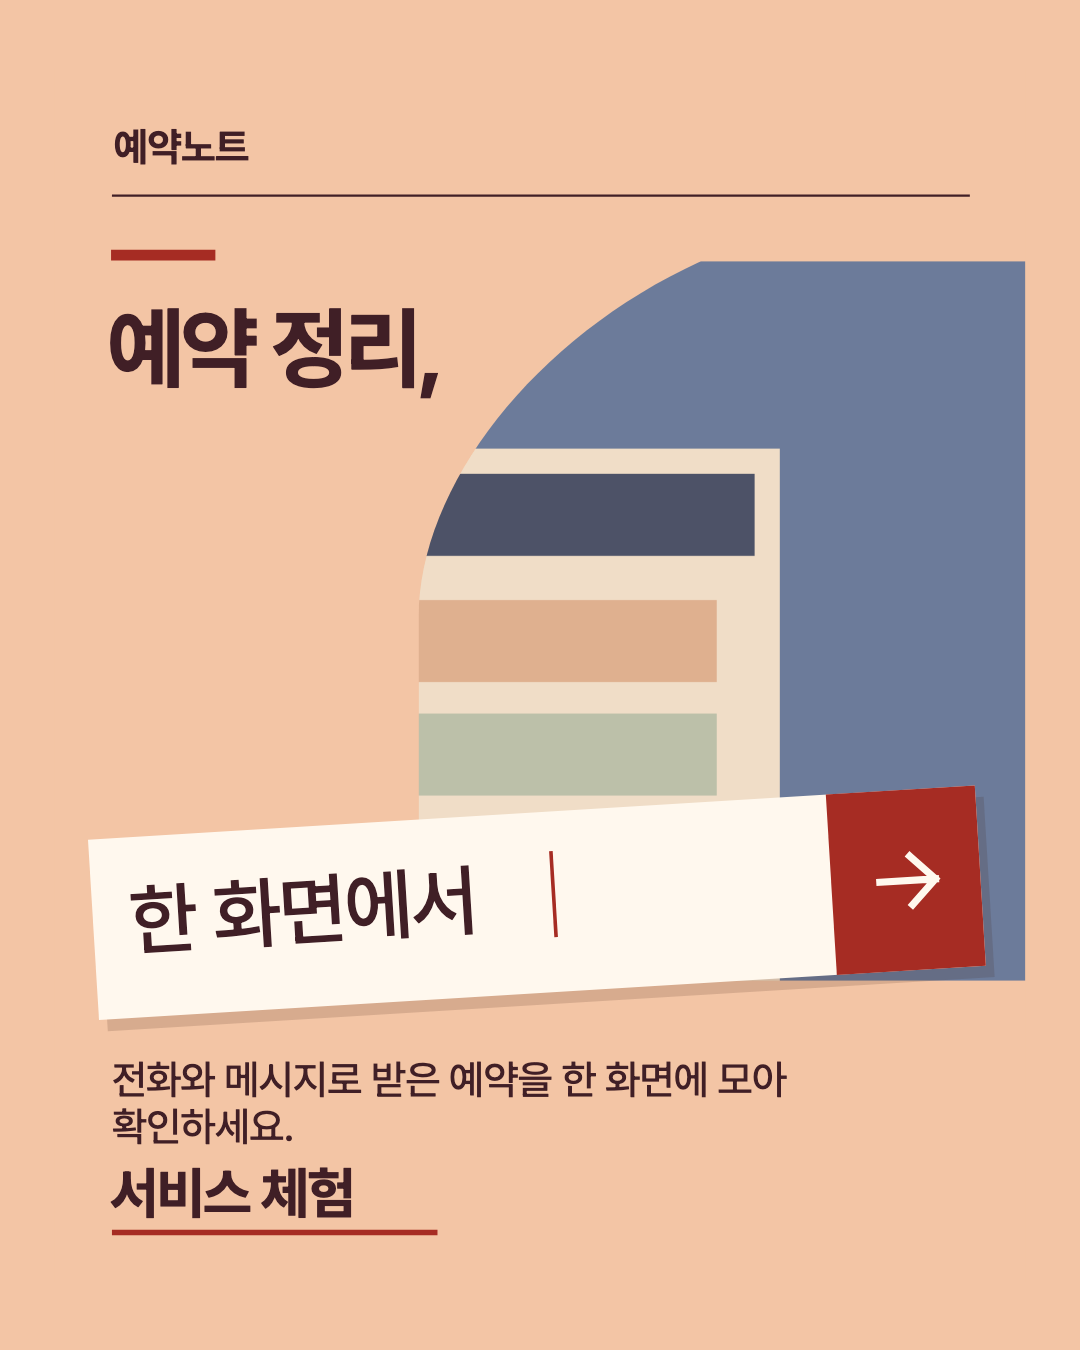 예약노트
예약 정리,
한 화면에서
전화와 메시지로 받은 예약을 한 화면에 모아
확인하세요.
서비스 체험